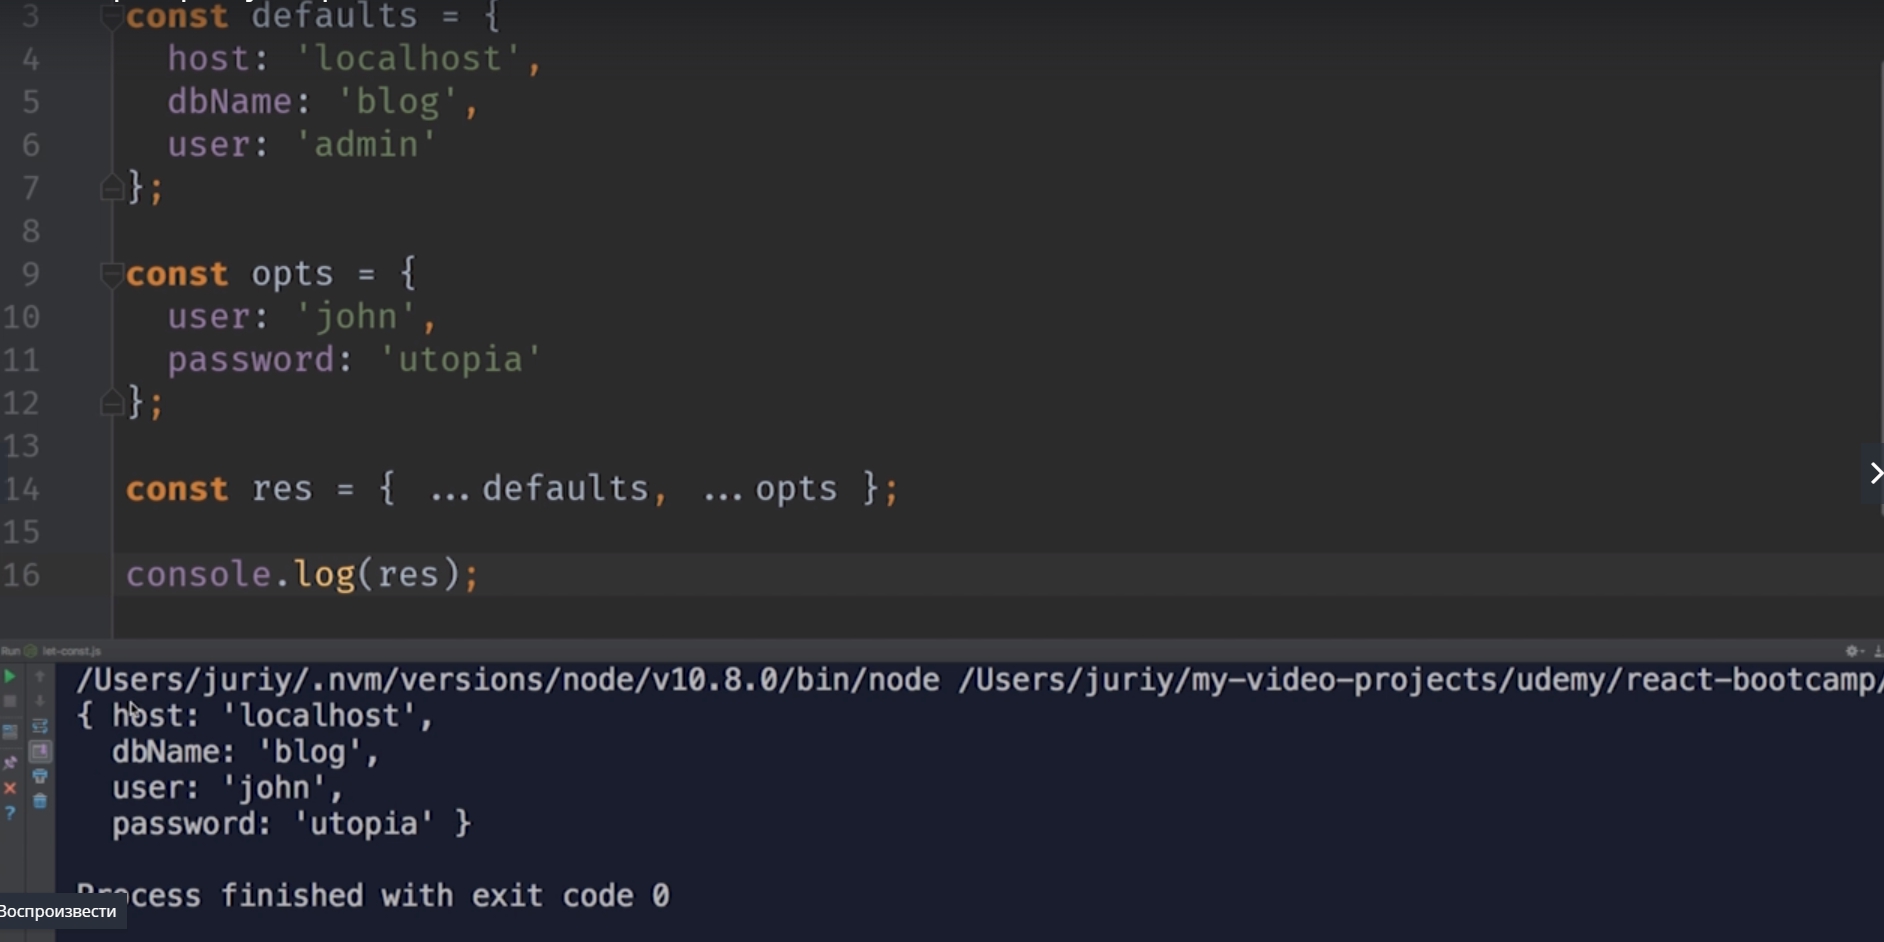 3 const defaults = {
4 host: 'localhost',
5 dbName: 'blog',
6 user: 'admin'
7 };
8
9 const opts = {
10 user: 'john',
11 password: 'utopia'
12 };
13
14 const res = { ...defaults, ...opts };
15
16 console.log(res);
Run let-const.js
/Users/juriy/.nvm/versions/node/v10.8.0/bin/node /Users/juriy/my-video-projects/udemy/react-bootcamp/
{ host: 'localhost',
dbName: 'blog',
user: 'john',
password: 'utopia' }
Process finished with exit code 0
Воспроизвести